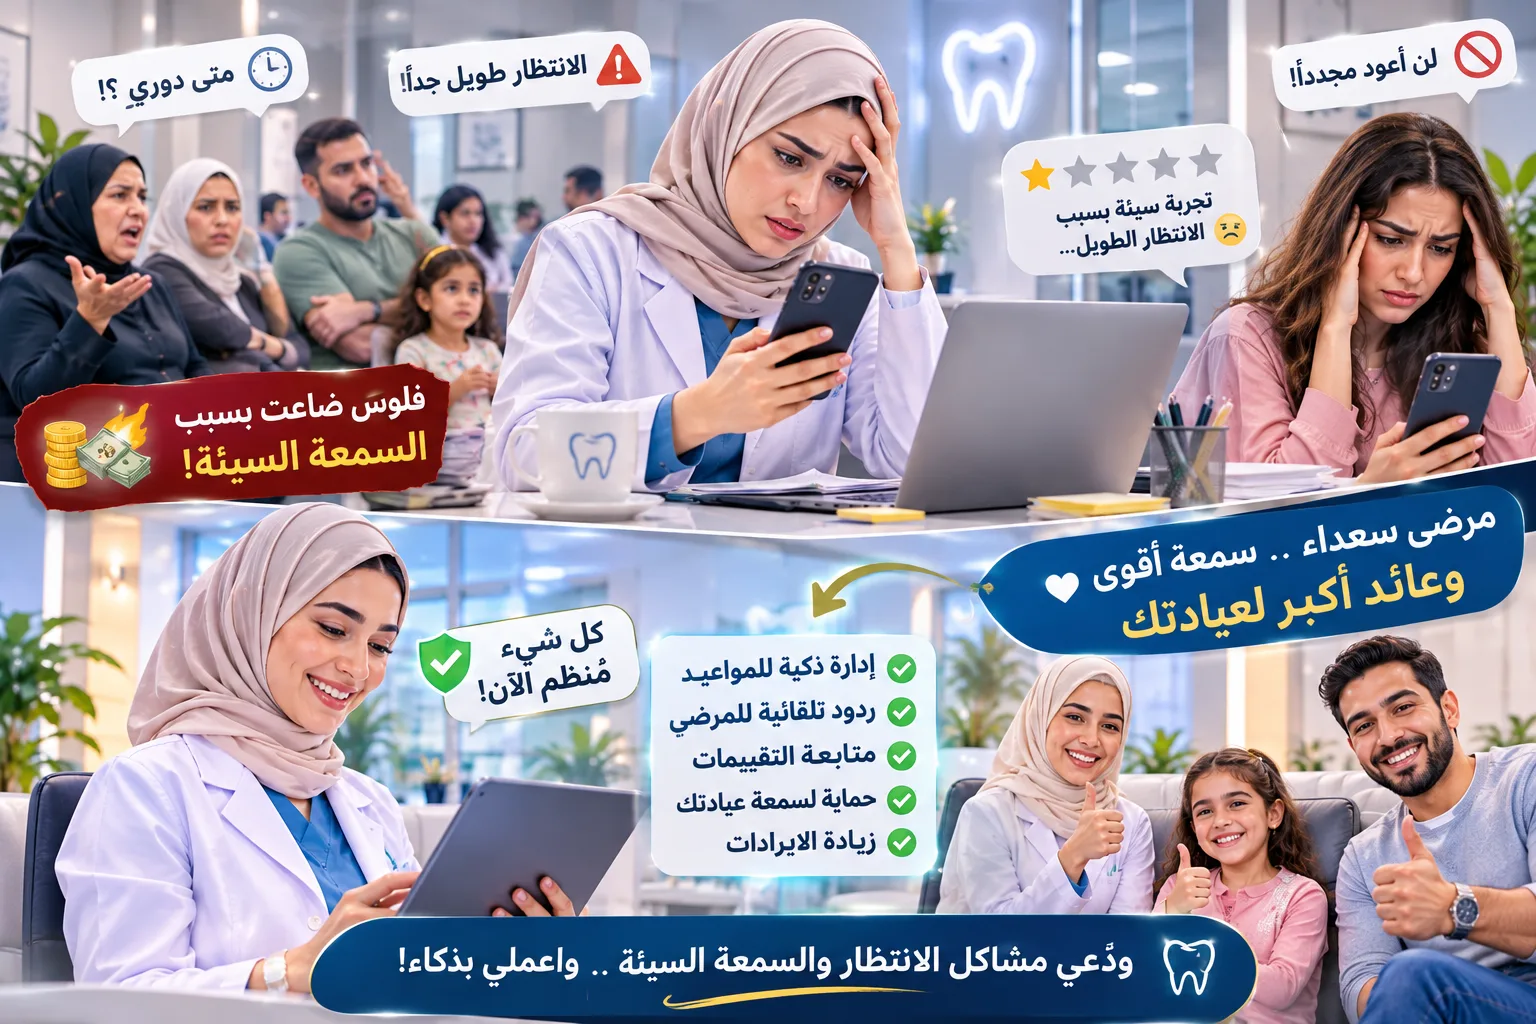 متى دوريِ ؟!
الانتظار طويل جداً!
لن أعود مجدداً!
تجربة سيئة بسبب
الانتظار الطويل...
فلوس ضاعت بسبب
السمعة السيئة!
مرضى سعداء .. سمعة أقوى
وعائد أكبر لعيادتك
كل شيء
مُنظم الآن!
إدارة ذكية للمواعيد
ردود تلقائية للمرضي
متابعة التقييمات
حماية لسمعة عيادتك
زيادة الايرادات
ودَّعي مشاكل الانتظار والسمعة السيئة .. واعملي بذكاء!